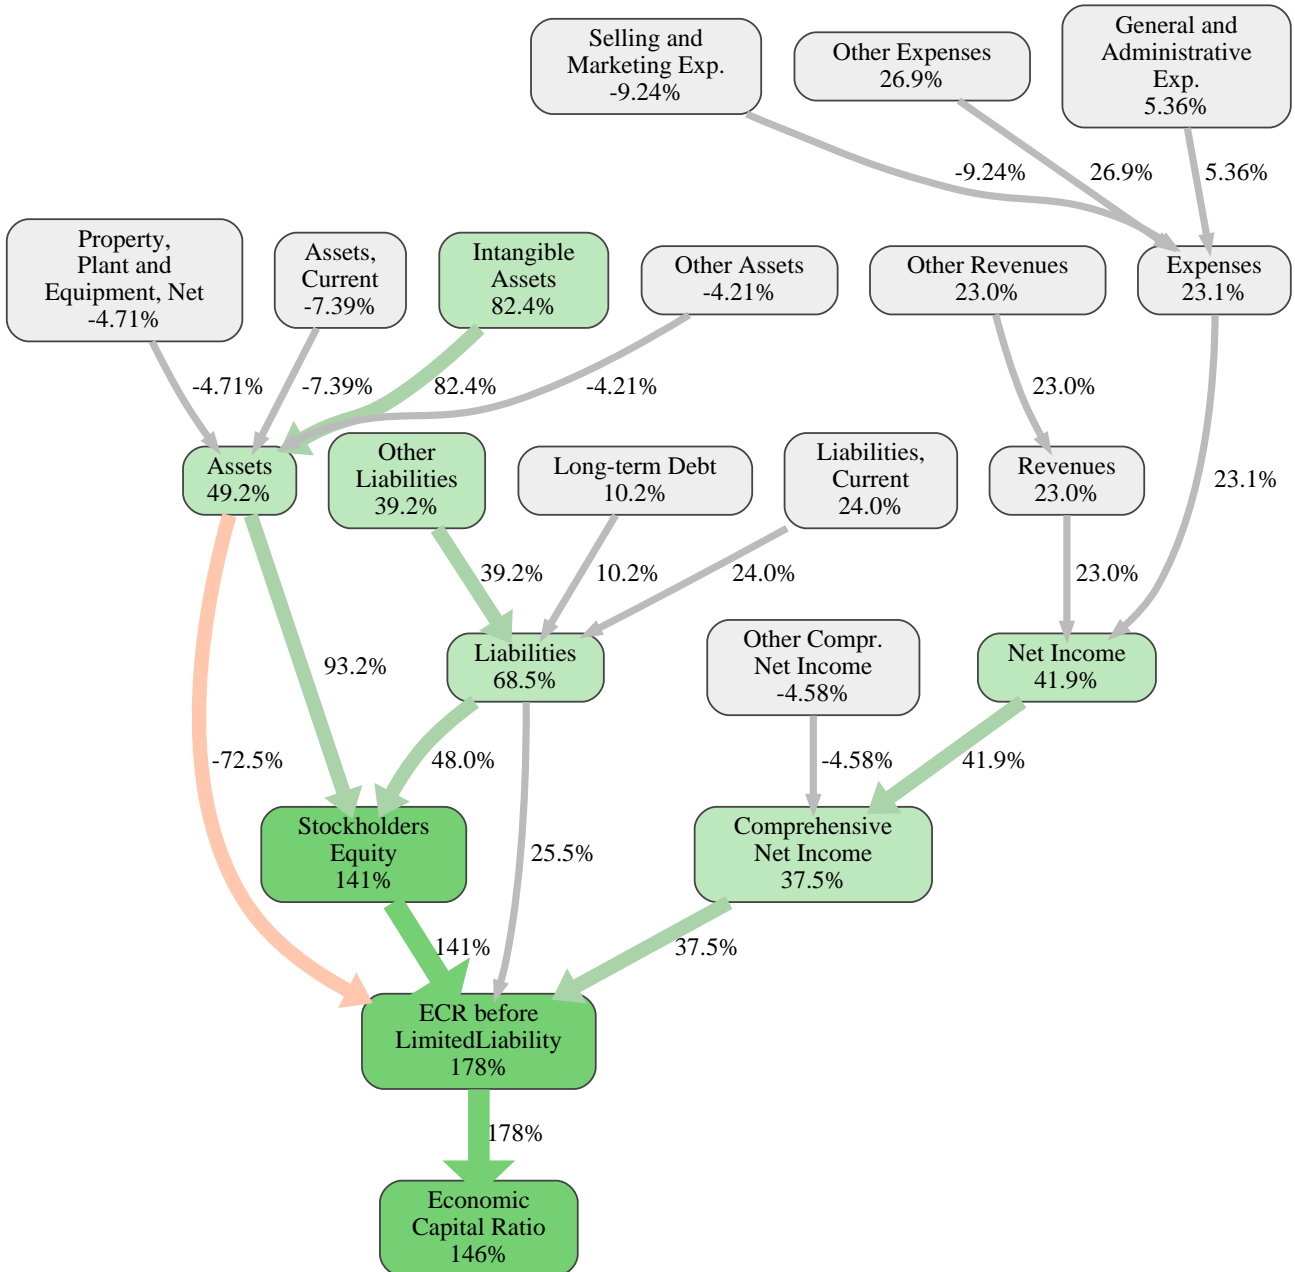 Selling and
Marketing Exp.
-9.24%
Other Expenses
26.9%
General and
Administrative
Exp.
5.36%
-9.24%
26.9%
5.36%
Property,
Plant and
Equipment, Net
-4.71%
Assets,
Current
-7.39%
Intangible
Assets
82.4%
Other Assets
-4.21%
Other Revenues
23.0%
Expenses
23.1%
-4.71%
-7.39%
82.4%
-4.21%
23.0%
23.1%
Assets
49.2%
Other
Liabilities
39.2%
Long-term Debt
10.2%
Liabilities,
Current
24.0%
Revenues
23.0%
39.2%
10.2%
24.0%
23.0%
93.2%
Liabilities
68.5%
Other Compr.
Net Income
-4.58%
Net Income
41.9%
-72.5%
48.0%
-4.58%
41.9%
Stockholders
Equity
141%
25.5%
Comprehensive
Net Income
37.5%
141%
37.5%
ECR before
LimitedLiability
178%
178%
Economic
Capital Ratio
146%